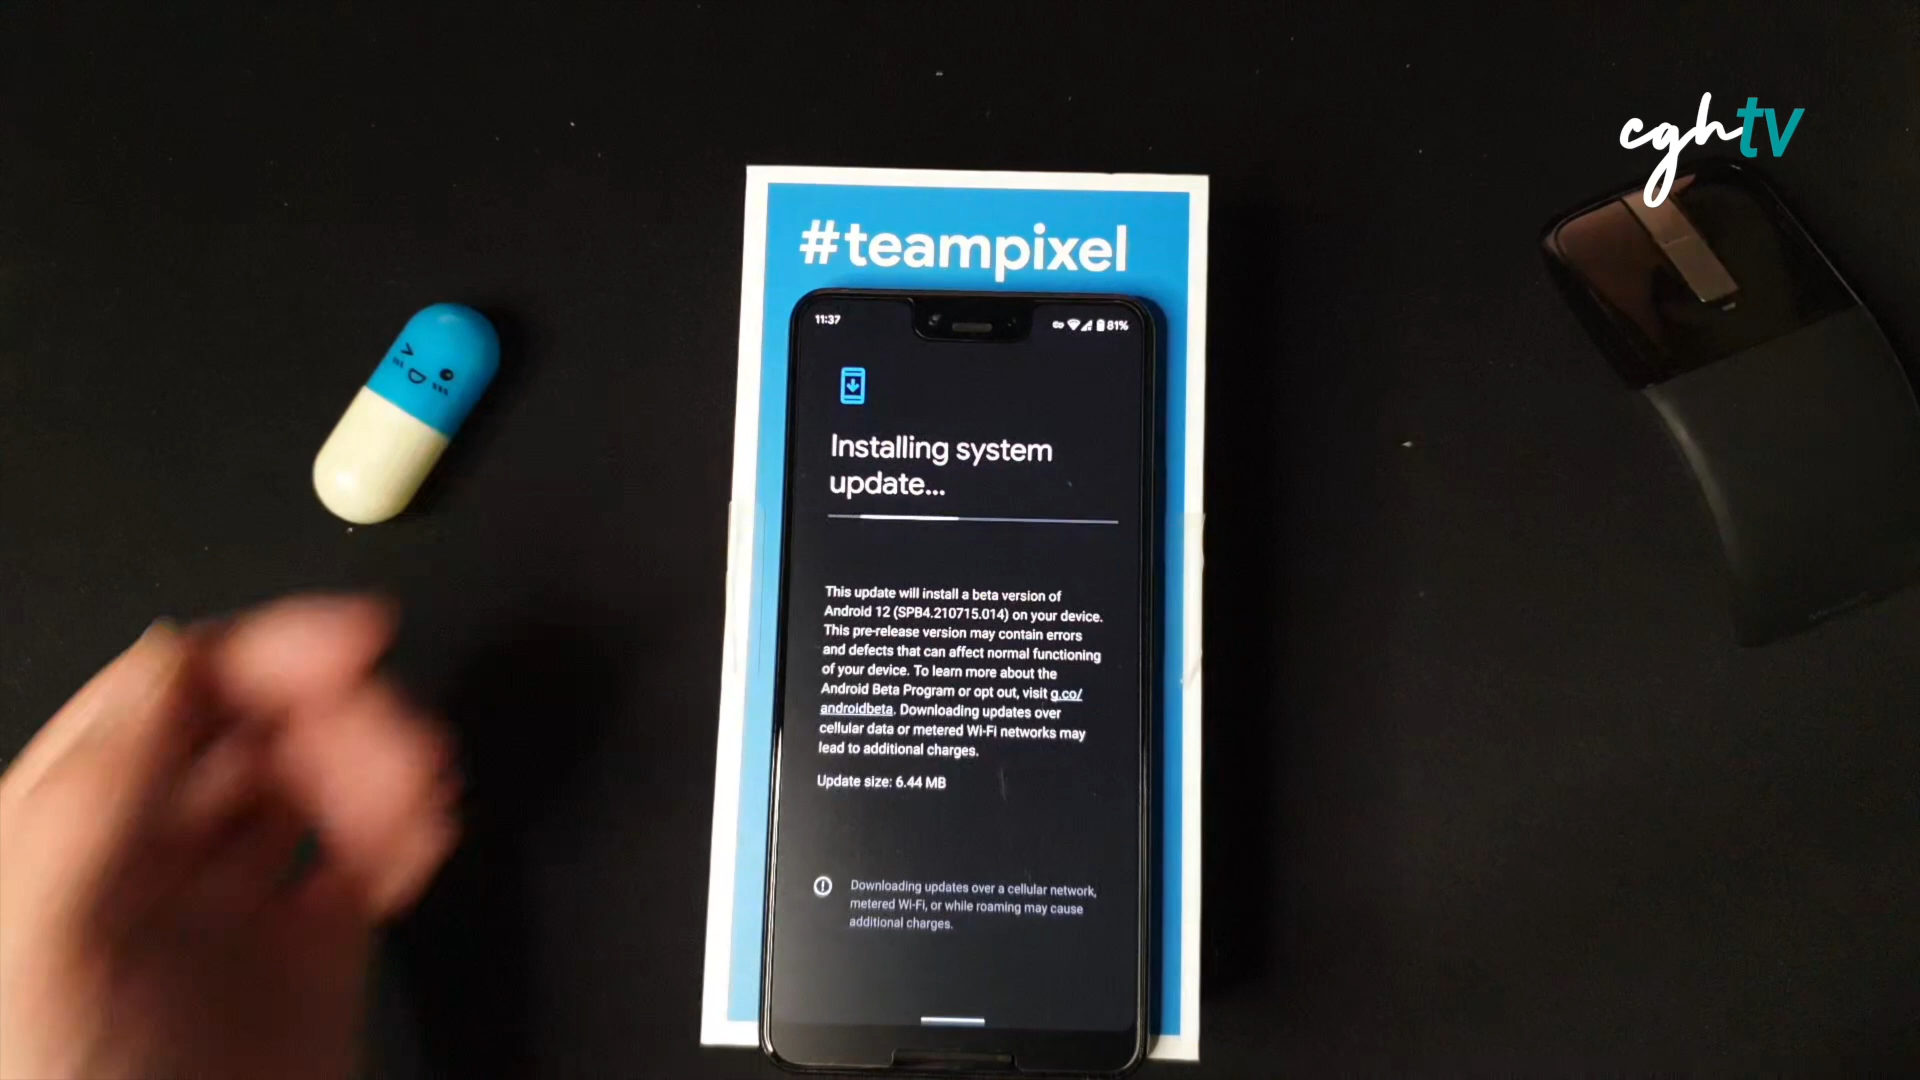 cghtv
#teampixel
11:37
81%
Installing system
update...
This update will install a beta version of
Android 12 (SPB4.210715.014) on your device.
This pre-release version may contain errors
and defects that can affect normal functioning
of your device. To learn more about the
Android Beta Program or opt out, visit g.co/
androidbeta. Downloading updates over
cellular data or metered Wi-Fi networks may
lead to additional charges.
Update size: 6.44 MB
Downloading updates over a cellular network,
metered Wi-Fi, or while roaming may cause
additional charges.